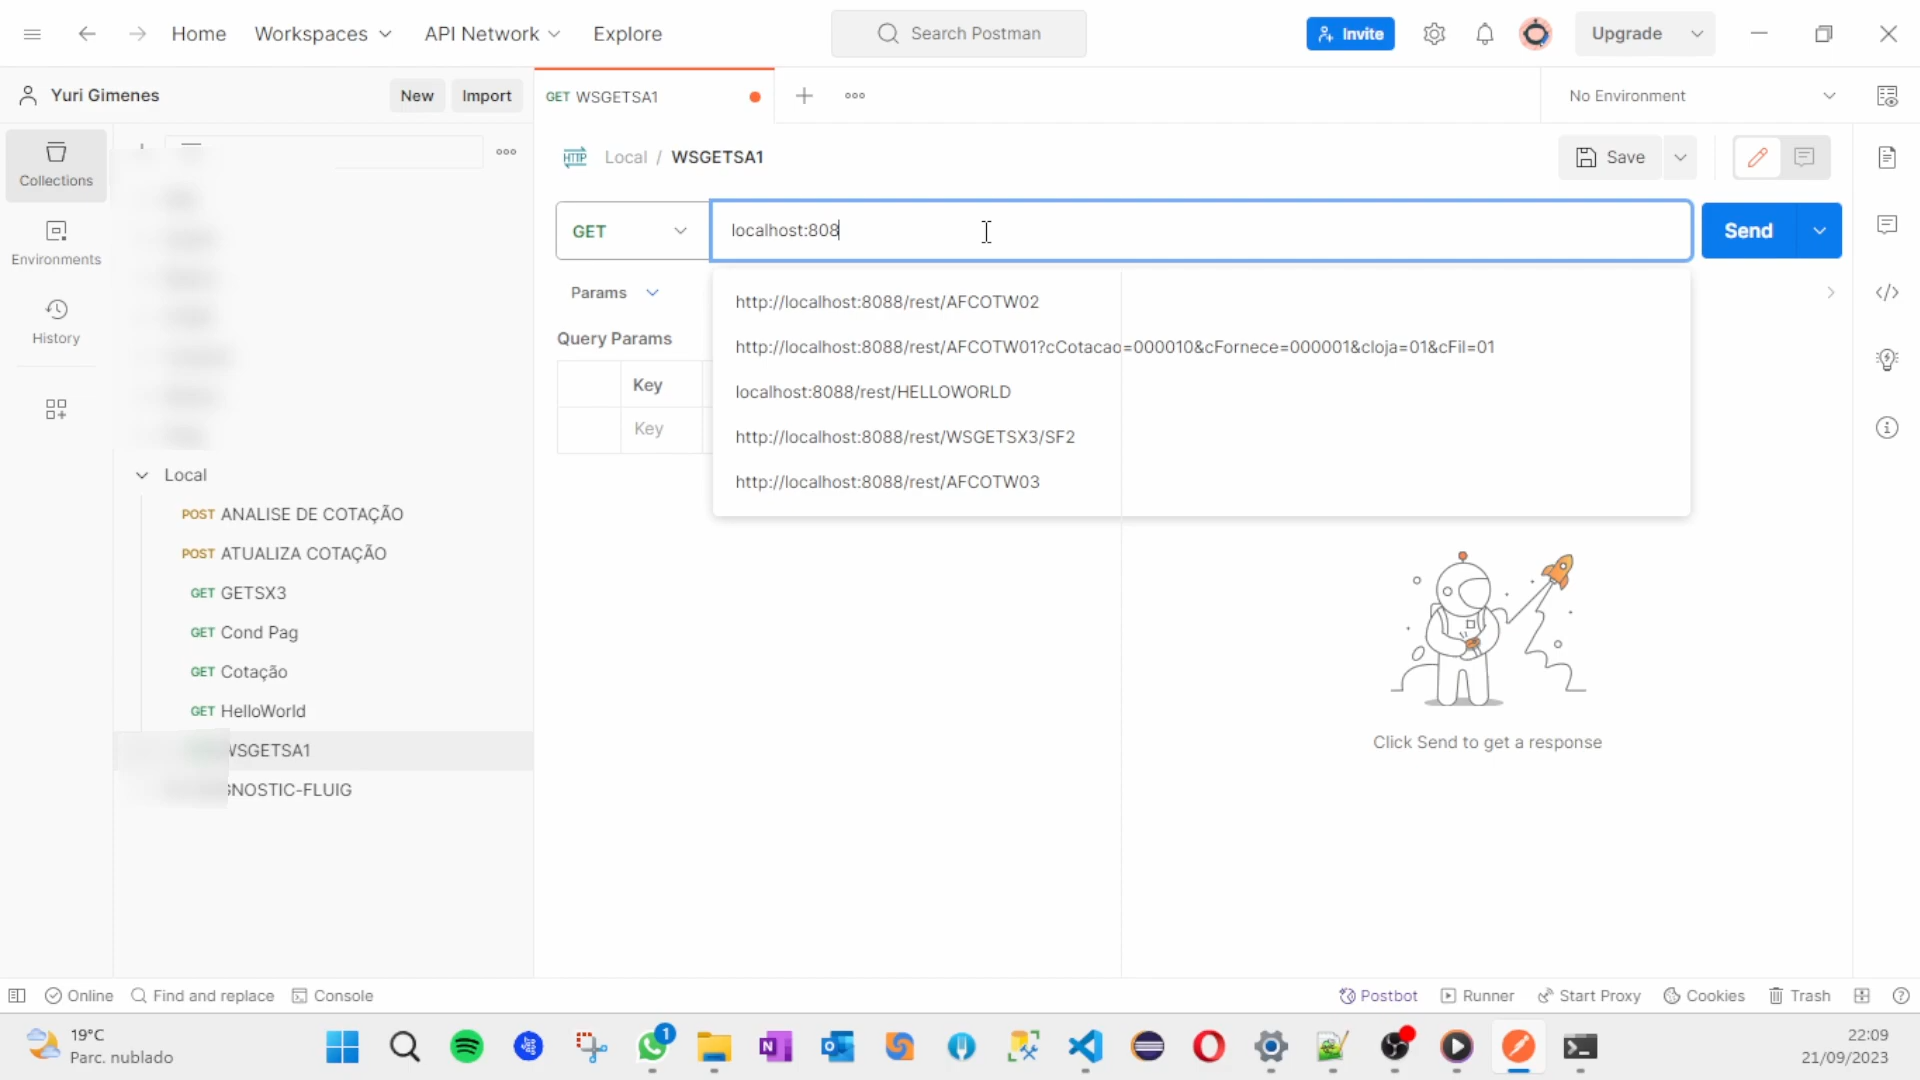 Home
Workspaces
API Network
Explore
Search Postman
Invite
Upgrade
Yuri Gimenes
New
Import
GET WSGETSA1
No Environment
Collections
HTTP
Local / WSGETSA1
Save
Environments
GET
localhost:808
Send
History
Params
http://localhost:8088/rest/AFCOTW02
Query Params
http://localhost:8088/rest/AFCOTW01?cCotacao=000010&cFornece=000001&cloja=01&cFil=01
Key
localhost:8088/rest/HELLOWORLD
Key
http://localhost:8088/rest/WSGETSX3/SF2
http://localhost:8088/rest/AFCOTW03
Local
POST ANALISE DE COTAÇÃO
POST ATUALIZA COTAÇÃO
GET GETSX3
GET Cond Pag
GET Cotação
GET HelloWorld
WSGETSA1
GNOSTIC-FLUIG
Click Send to get a response
Online
Find and replace
Console
Postbot
Runner
Start Proxy
Cookies
Trash
19°C
Parc. nublado
1
22:09
21/09/2023